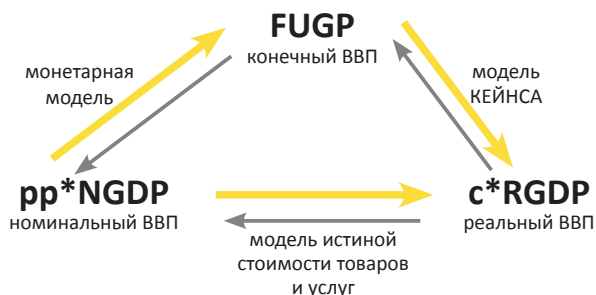 FUGP
конечный ВВП
монетарная
модель
модель
КЕЙНСА
pp*NGDP
номинальный ВВП
c*RGDP
реальный ВВП
модель истиной
стоимости товаров
и услуг